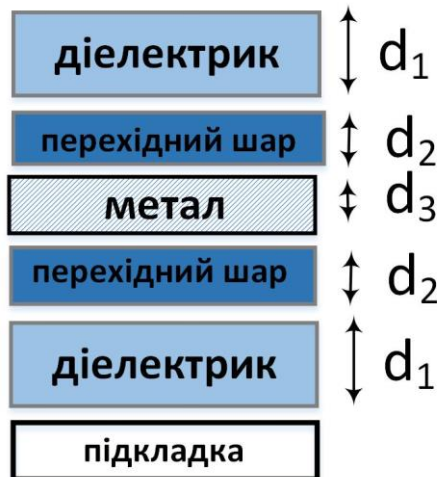 діелектрик d₁
перехідний шар d₂
метал d₃
перехідний шар d₂
діелектрик d₁
підкладка